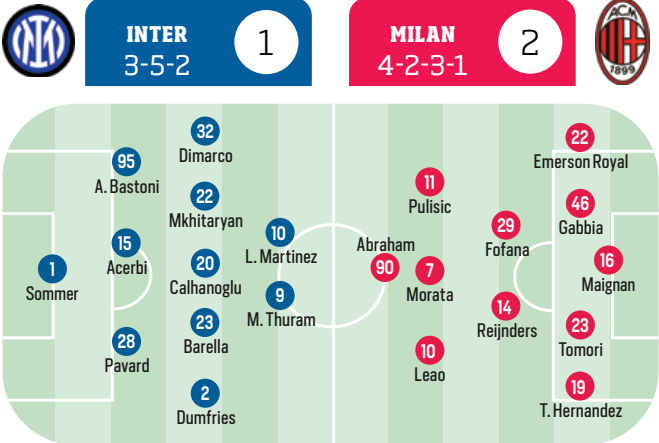 INTER
3-5-2
1
MILAN
4-2-3-1
2
ACM
1899
32
Dimarco
95
A. Bastoni
22
Mkhitaryan
10
L. Martinez
15
Acerbi
1
Sommer
20
Calhanoglu
9
M. Thuram
23
Barella
28
Pavard
2
Dumfries
22
Emerson Royal
11
Pulisic
46
Gabbia
29
Fofana
Abraham
90
7
Morata
16
Maignan
14
Reijnders
23
Tomori
10
Leao
19
T. Hernandez